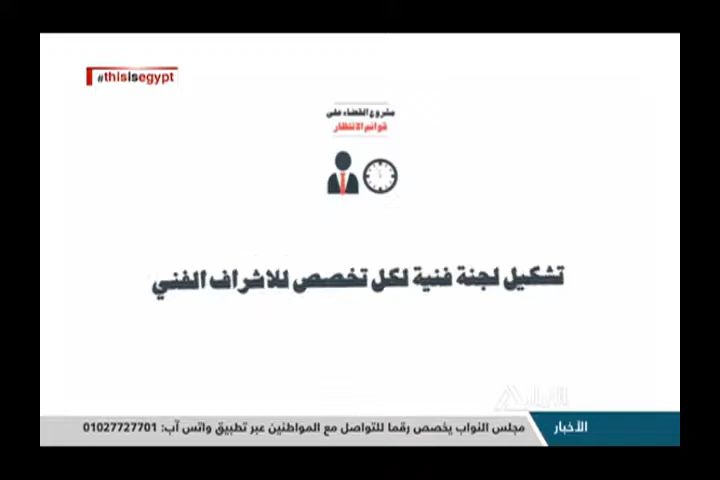 #thisisegypt
مشروع القضاء على
قوائم الانتظار
تشكيل لجنة فنية لكل تخصص للاشراف الفني
الأخبار
مجلس النواب يخصص رقما للتواصل مع المواطنين عبر تطبيق واتس آب: 01027727701